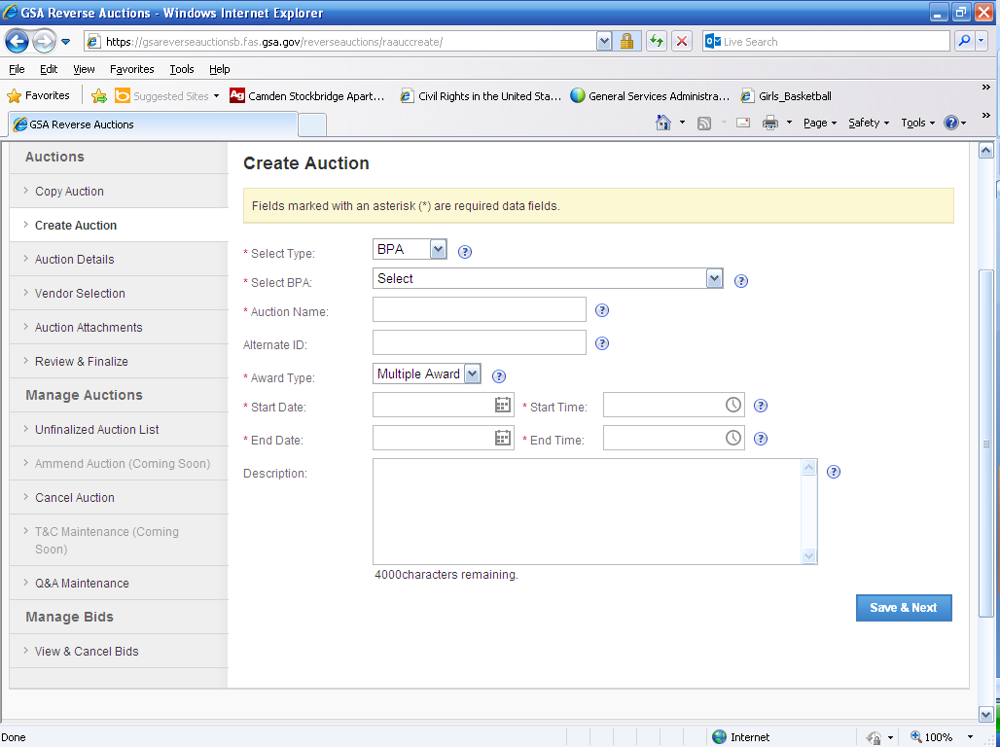 GSA Reverse Auctions - Windows Internet Explorer
https://gsareverseauctionsb.fas.gsa.gov/reverseauctions/raauccreate/
Live Search
File Edit View Favorites Tools Help
Favorites Suggested Sites Ag Camden Stockbridge Apart... Civil Rights in the United Sta... General Services Administra... Girls_Basketball
GSA Reverse Auctions
Page Safety Tools
Auctions
Copy Auction
Create Auction
Auction Details
Vendor Selection
Auction Attachments
Review & Finalize
Manage Auctions
Unfinalized Auction List
Ammend Auction (Coming Soon)
Cancel Auction
T&C Maintenance (Coming
Soon)
Q&A Maintenance
Manage Bids
View & Cancel Bids
Create Auction
Fields marked with an asterisk (*) are required data fields.
* Select Type: BPA ?
* Select BPA: Select ?
* Auction Name: ?
Alternate ID: ?
* Award Type: Multiple Award ?
* Start Date: * Start Time: ?
* End Date: * End Time: ?
Description: ?
4000characters remaining.
Save & Next
Done Internet 100%